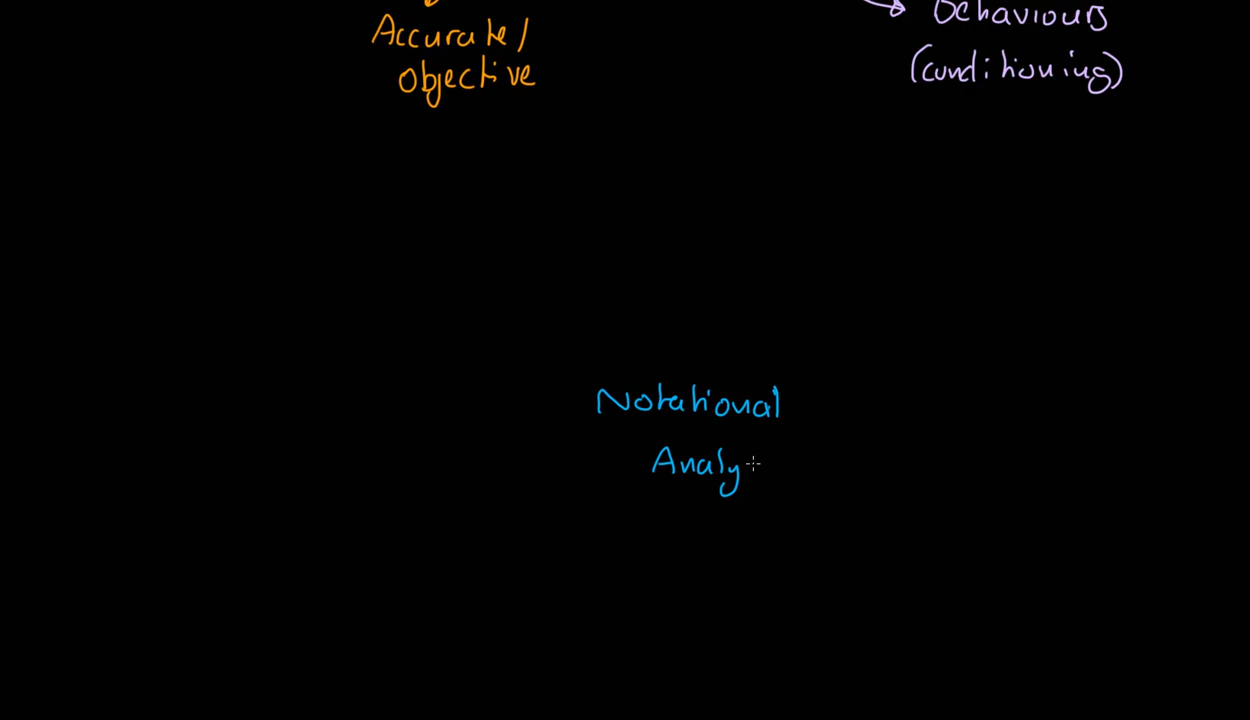 Accurate/
objective
Behaviours
(conditioning)
Notational
Analy